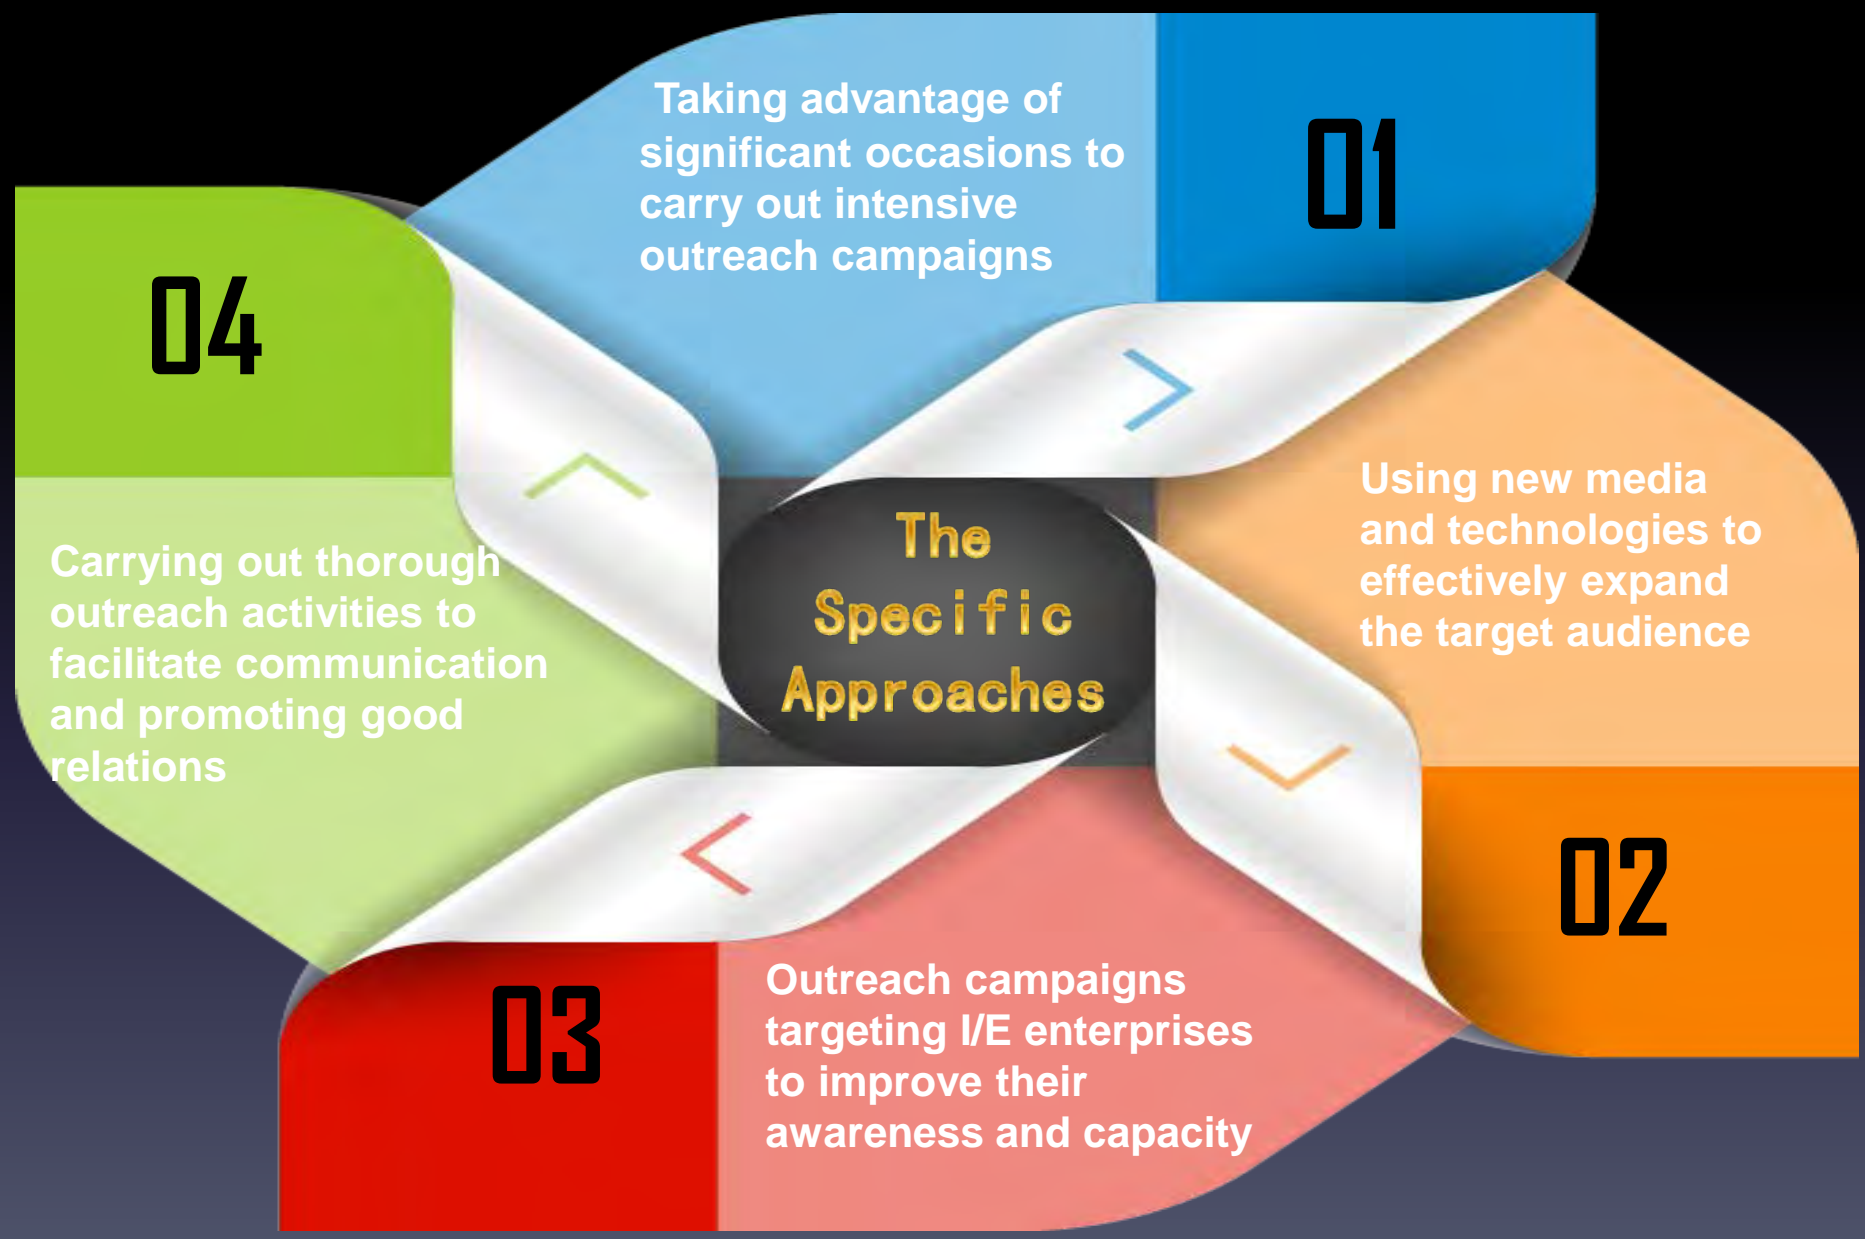 Taking advantage of
significant occasions to
carry out intensive
outreach campaigns
01
Using new media
and technologies to
effectively expand
the target audience
02
Outreach campaigns
targeting I/E enterprises
to improve their
awareness and capacity
03
04
Carrying out thorough
outreach activities to
facilitate communication
and promoting good
relations
The
Specific
Approaches